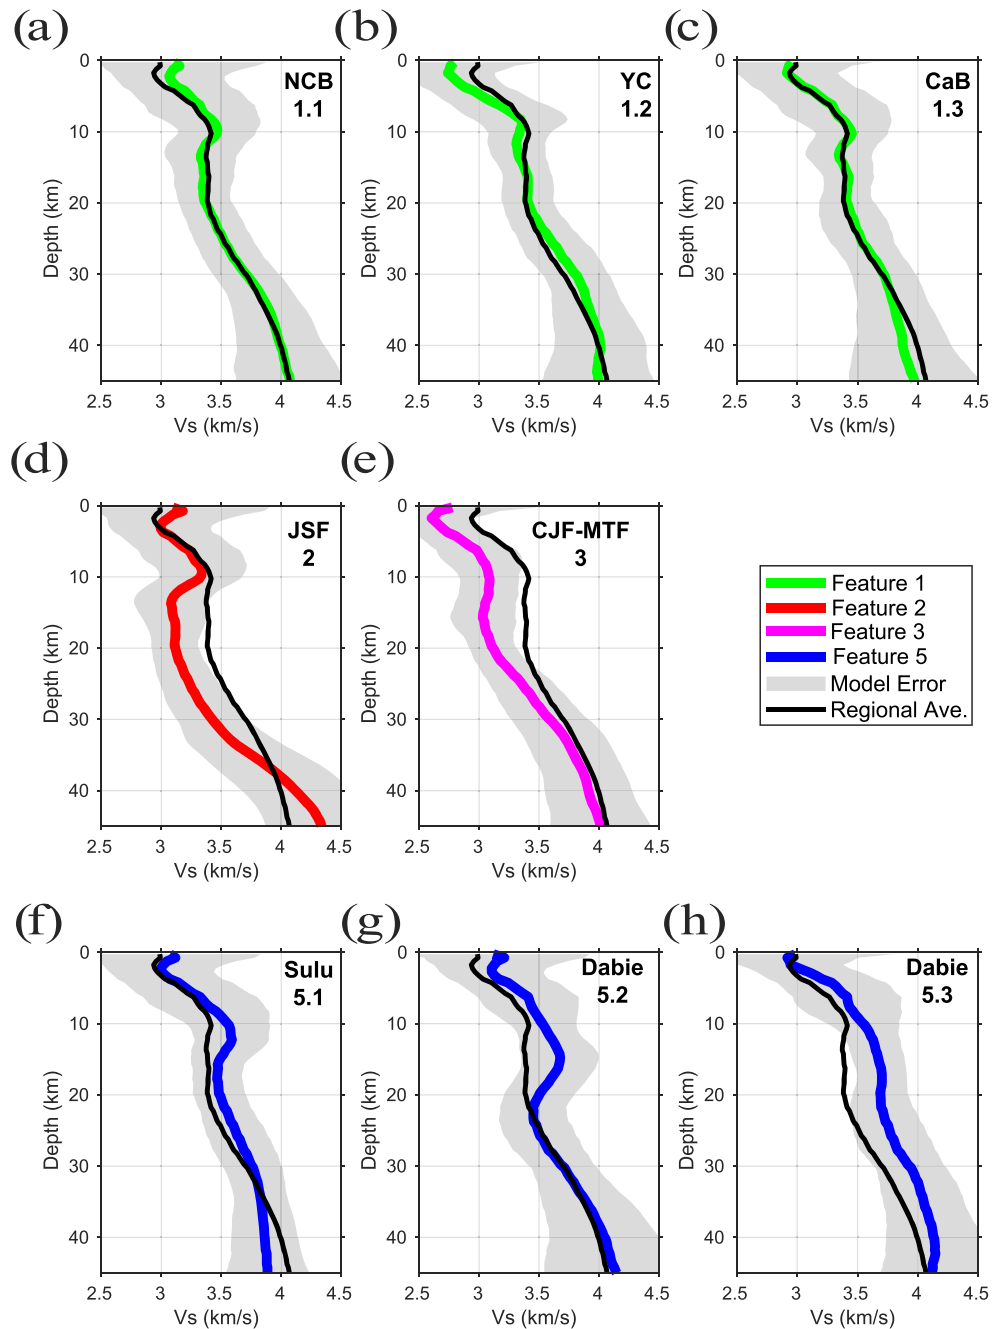 (a)
NCB
1.1
0
10
20
30
40
Depth (km)
2.5 3 3.5 4 4.5
Vs (km/s)
(b)
YC
1.2
0
10
20
30
40
Depth (km)
2.5 3 3.5 4 4.5
Vs (km/s)
(c)
CaB
1.3
0
10
20
30
40
Depth (km)
2.5 3 3.5 4 4.5
Vs (km/s)
(d)
JSF
2
0
10
20
30
40
Depth (km)
2.5 3 3.5 4 4.5
Vs (km/s)
(e)
CJF-MTF
3
0
10
20
30
40
Depth (km)
2.5 3 3.5 4 4.5
Vs (km/s)
Feature 1
Feature 2
Feature 3
Feature 5
Model Error
Regional Ave.
(f)
Sulu
5.1
0
10
20
30
40
Depth (km)
2.5 3 3.5 4 4.5
Vs (km/s)
(g)
Dabie
5.2
0
10
20
30
40
Depth (km)
2.5 3 3.5 4 4.5
Vs (km/s)
(h)
Dabie
5.3
0
10
20
30
40
Depth (km)
2.5 3 3.5 4 4.5
Vs (km/s)